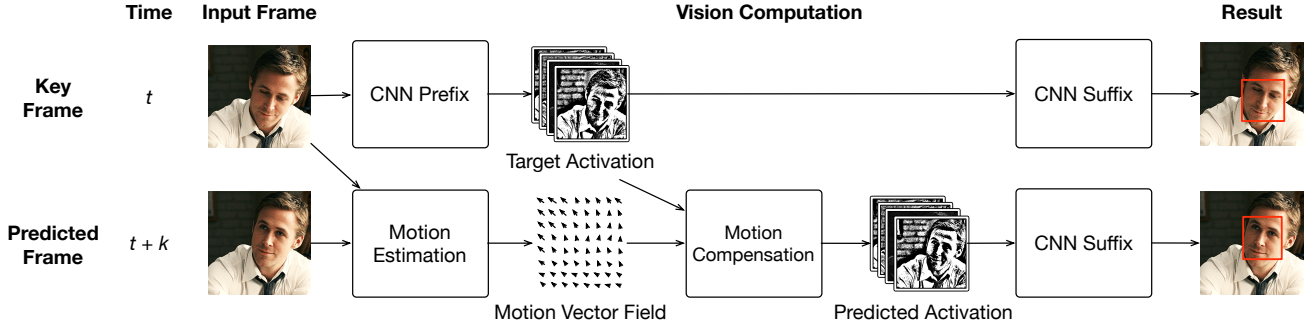 Time Input Frame Vision Computation Result
Key
Frame
t
CNN Prefix
CNN Suffix
Target Activation
Predicted
Frame
t + k
Motion
Estimation
Motion
Compensation
CNN Suffix
Motion Vector Field
Predicted Activation